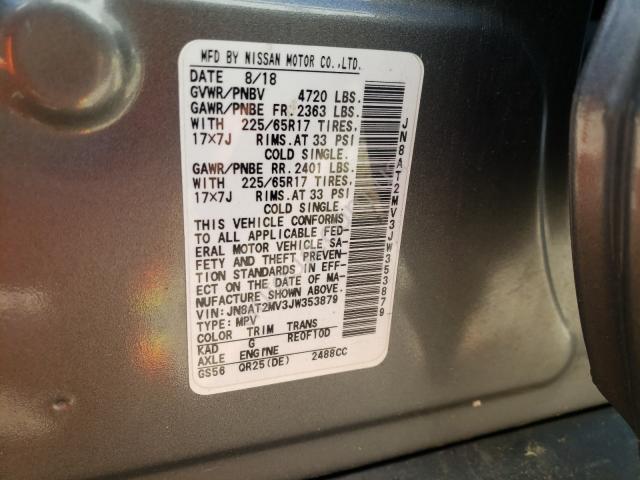 MFD BY NISSAN MOTOR CO.,LTD.
DATE 8/18
GVWR/PNBV 4720 LBS.
GAWR/PNBE FR. 2363 LBS.
WITH 225/65R17 TIRES,
17×7J RIMS.AT 33 PSI
COLD SINGLE.
GAWR/PNBE RR. 2401 LBS.
WITH 225/65R17 TIRES,
17×7J RIMS.AT 33 PSI
COLD SINGLE.
THIS VEHICLE CONFORMS
TO ALL APPLICABLE FED-
ERAL MOTOR VEHICLE SA-
FETY AND THEFT PREVEN-
TION STANDARDS IN EFF-
ECT ON THE DATE OF MA-
NUFACTURE SHOWN ABOVE.
VIN: JN8AT2MV3JW353879
TYPE: MPV
COLOR TRIM TRANS
KAD G RE0F10D
AXLE ENGINE
GS56 QR25(DE) 2488CC
JN8AT2MV3JW353879